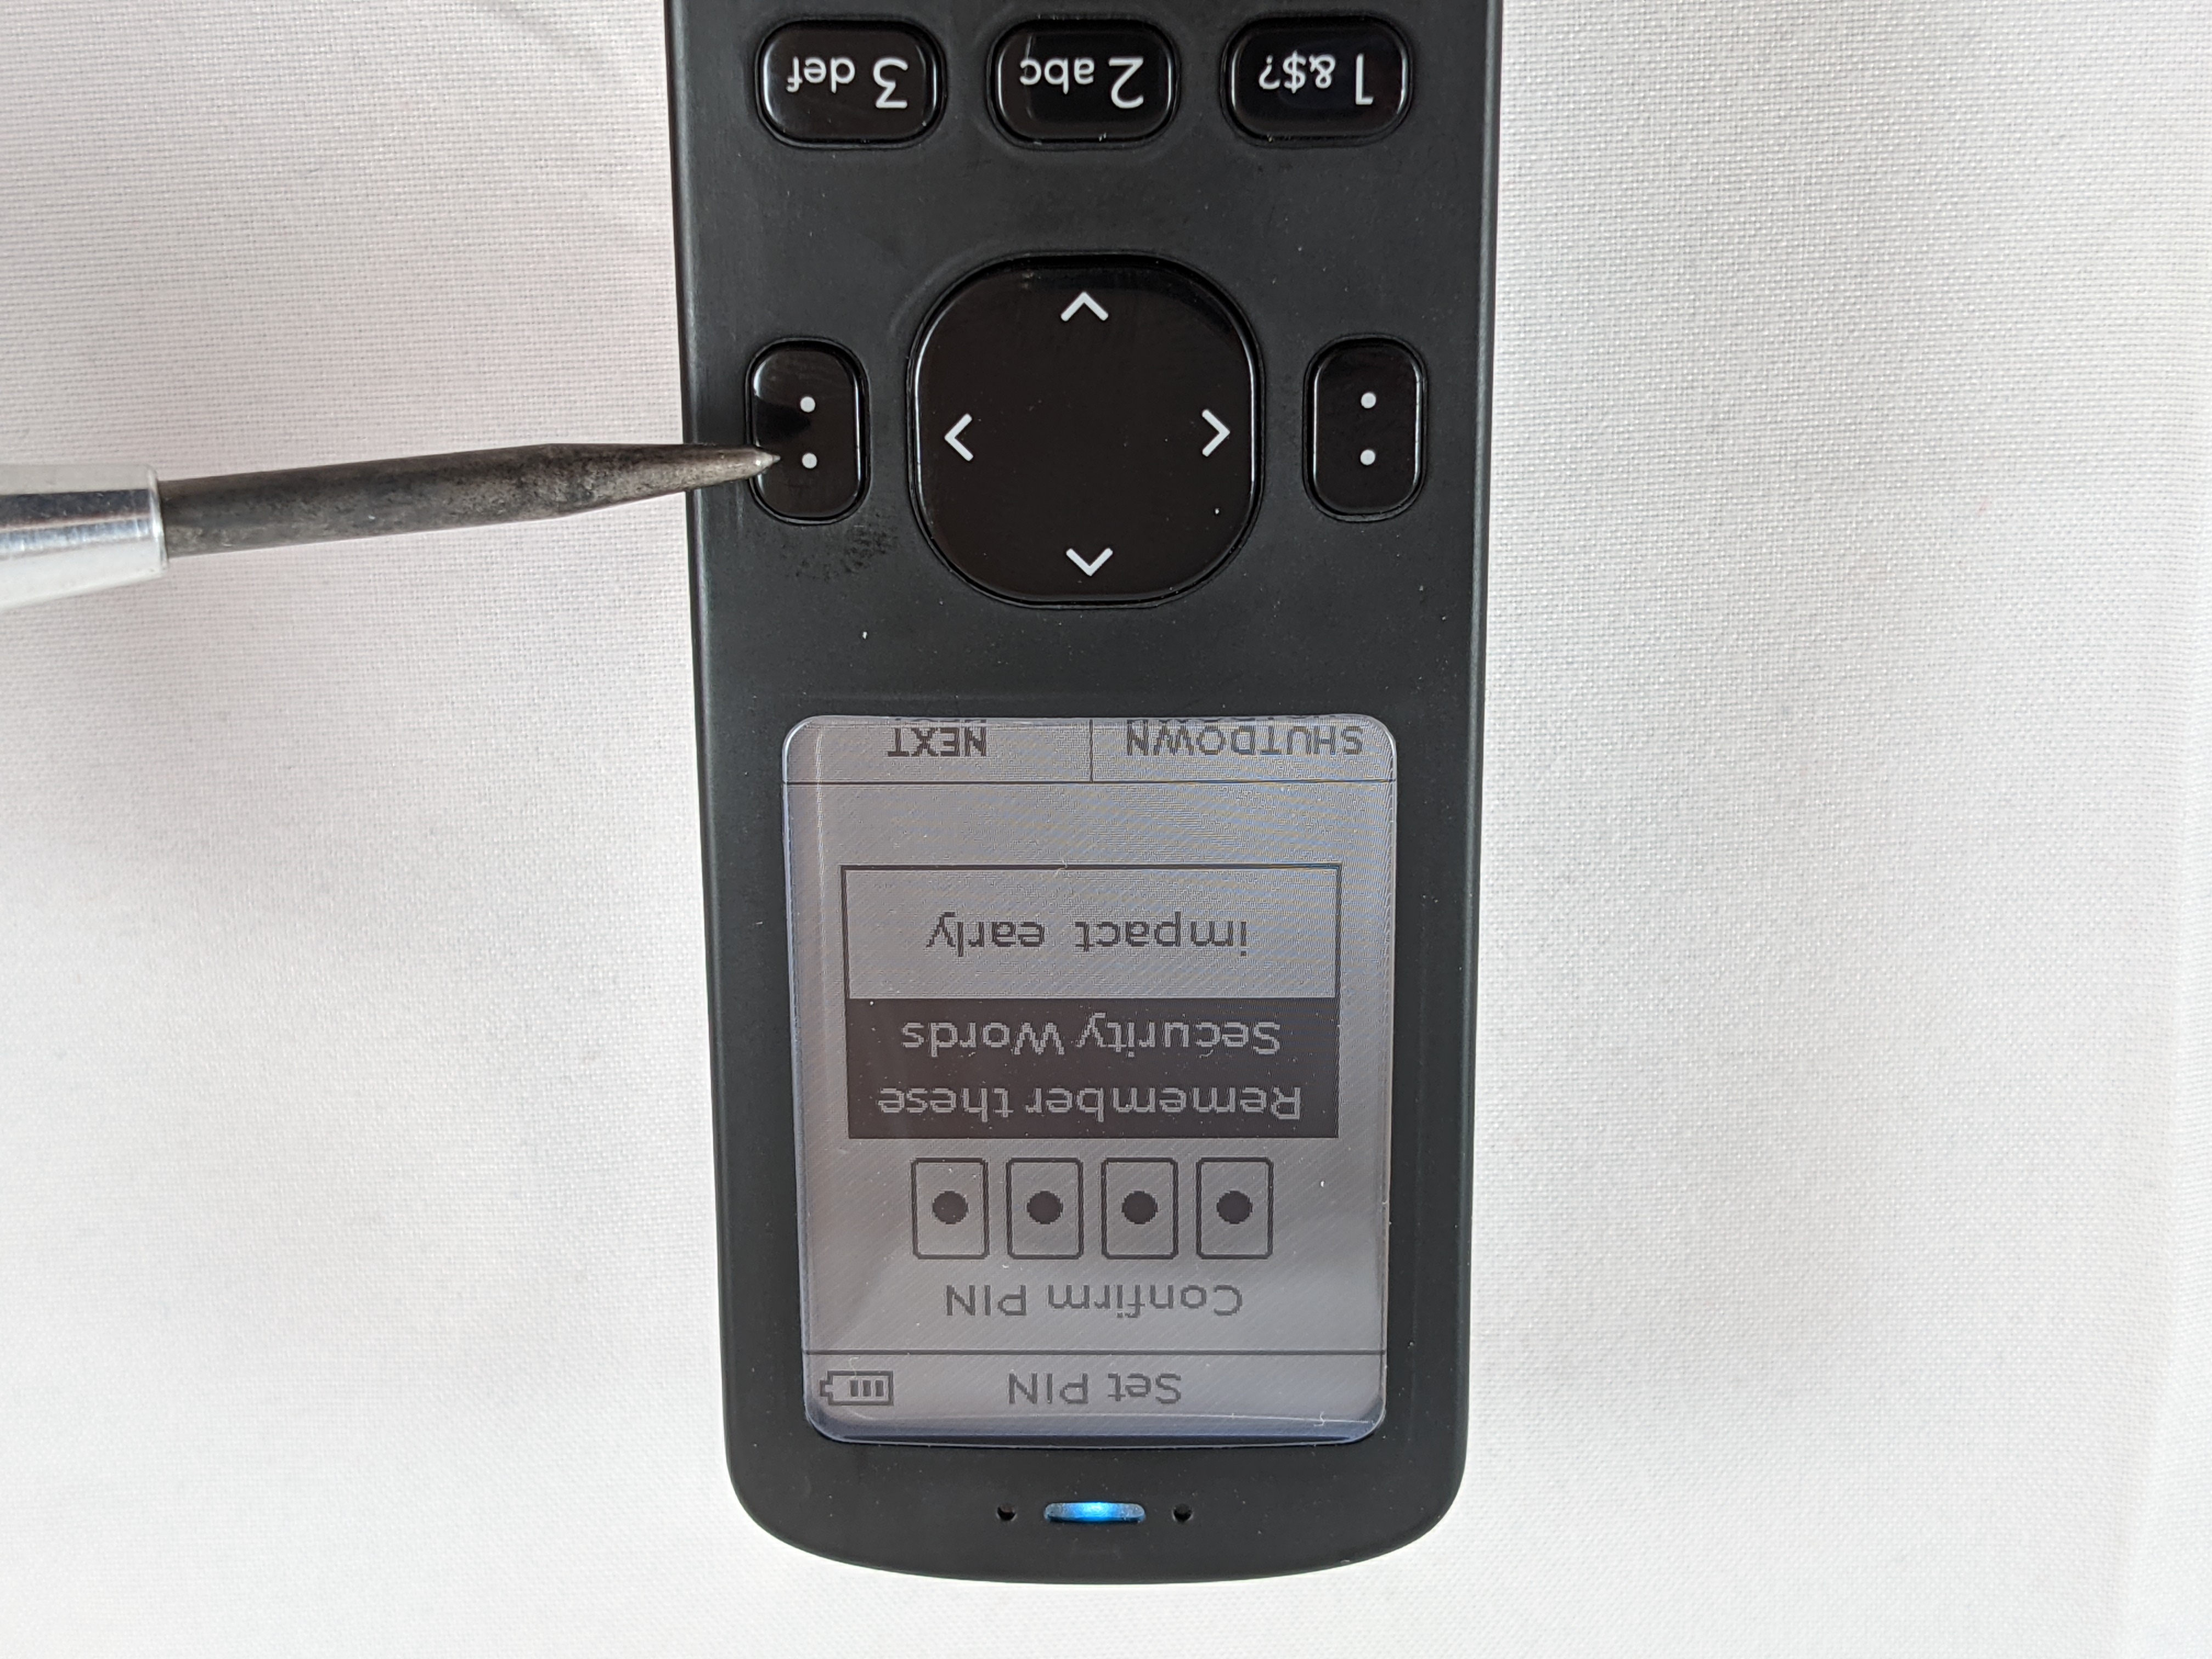 Set PIN
Confirm PIN
Remember these
Security Words
impact early
SHUTDOWN NEXT
1 &$? 2 abc 3 def